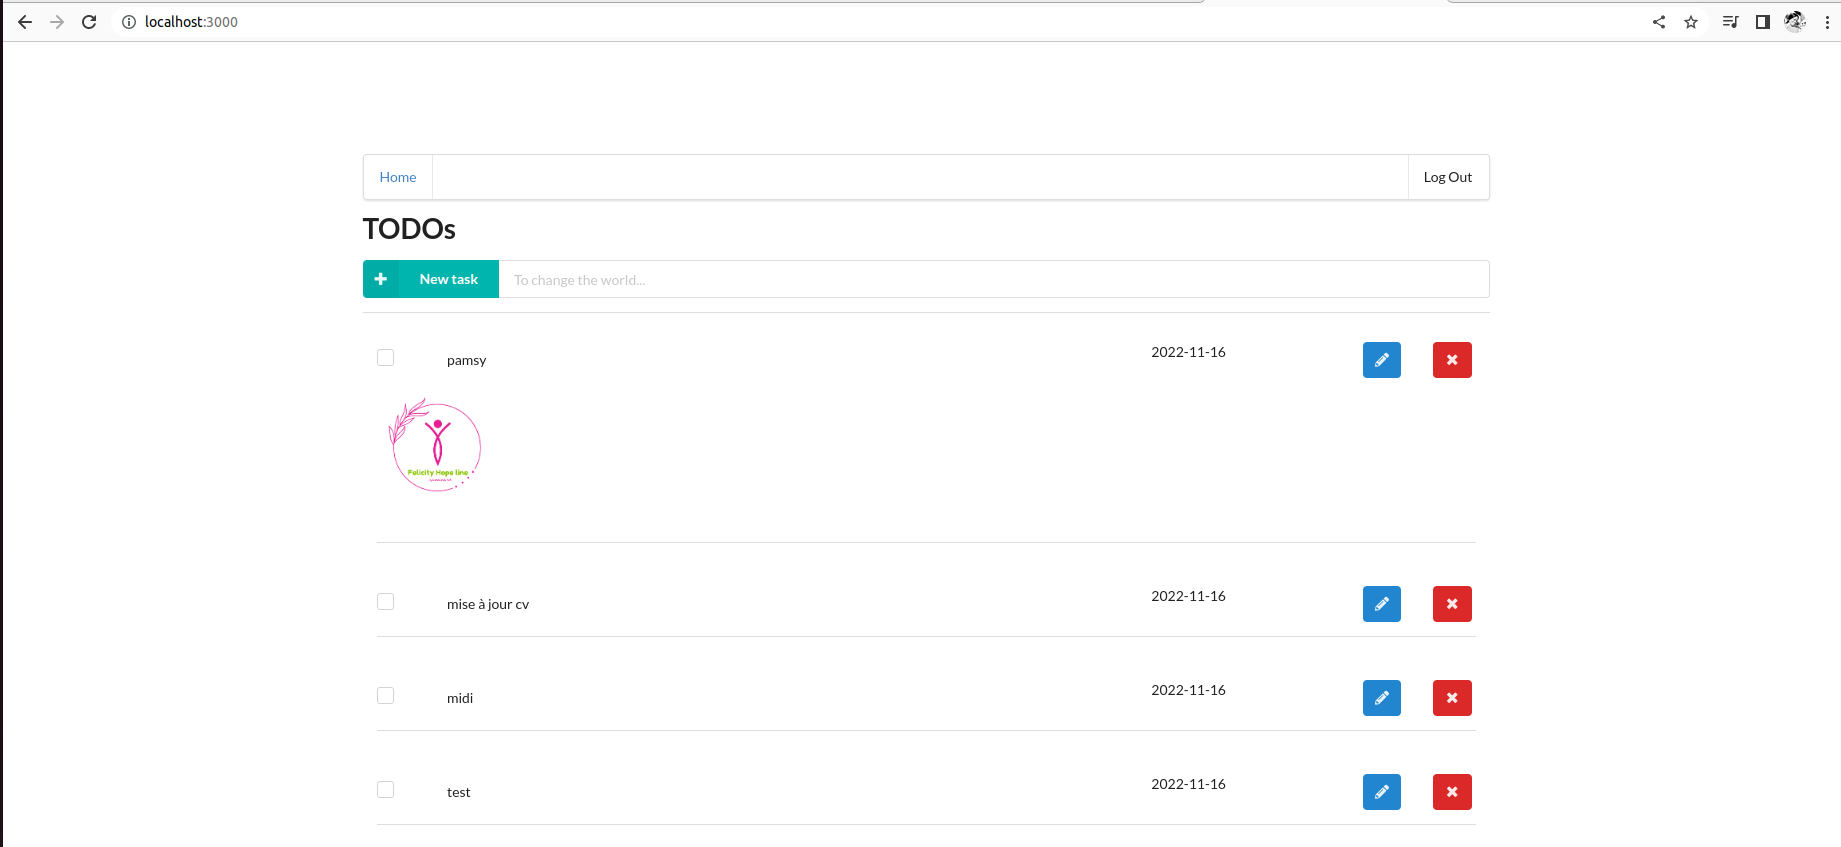 localhost:3000
Home
Log Out
TODOs
New task
To change the world...
pamsy
2022-11-16
Felicity Hope line
mise à jour cv
2022-11-16
midi
2022-11-16
test
2022-11-16